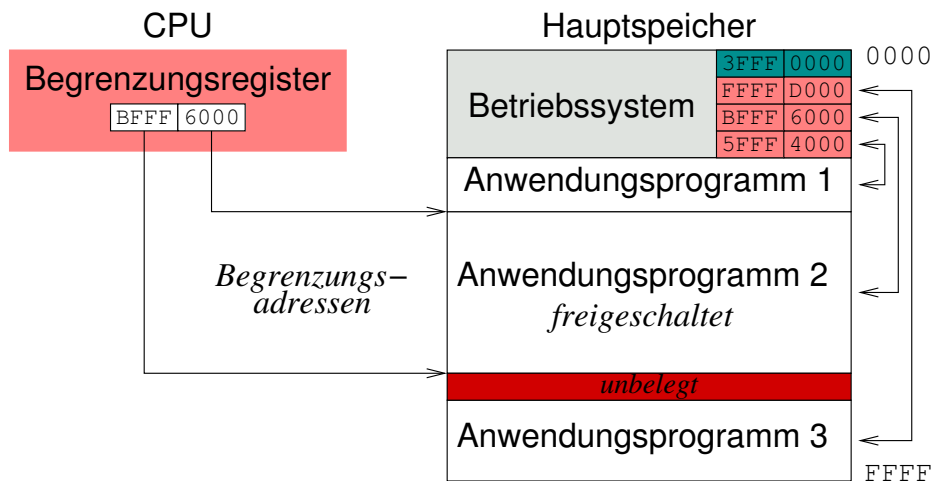 CPU
Begrenzungsregister
BFFF 6000
Begrenzungs–
adressen
Hauptspeicher
0000
Betriebssystem
3FFF 0000
FFFF D000
BFFF 6000
5FFF 4000
Anwendungsprogramm 1
Anwendungsprogramm 2
freigeschaltet
unbelegt
Anwendungsprogramm 3
FFFF